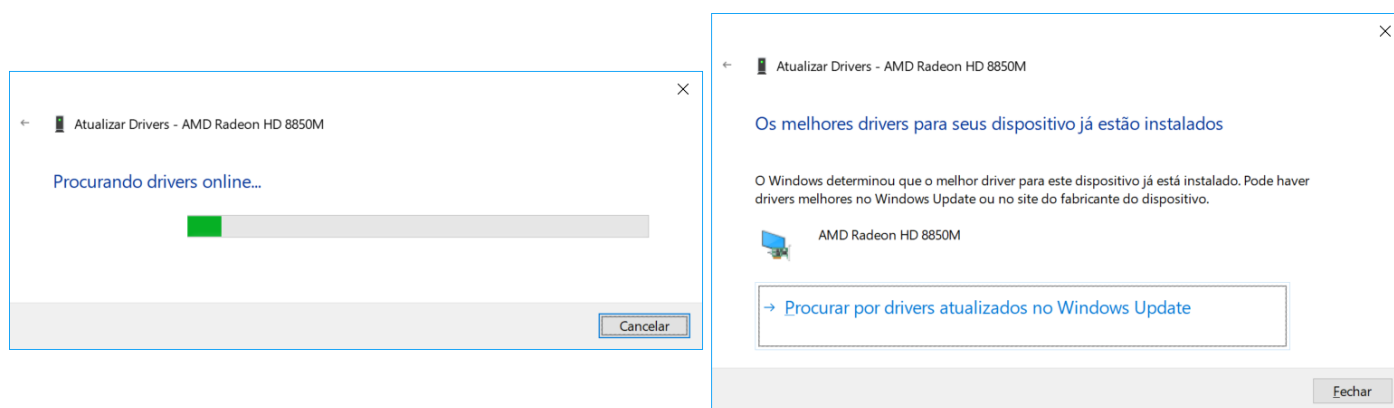 Atualizar Drivers - AMD Radeon HD 8850M
Procurando drivers online...
Cancelar
Atualizar Drivers - AMD Radeon HD 8850M
Os melhores drivers para seus dispositivo já estão instalados
O Windows determinou que o melhor driver para este dispositivo já está instalado. Pode haver
drivers melhores no Windows Update ou no site do fabricante do dispositivo.
AMD Radeon HD 8850M
Procurar por drivers atualizados no Windows Update
Fechar